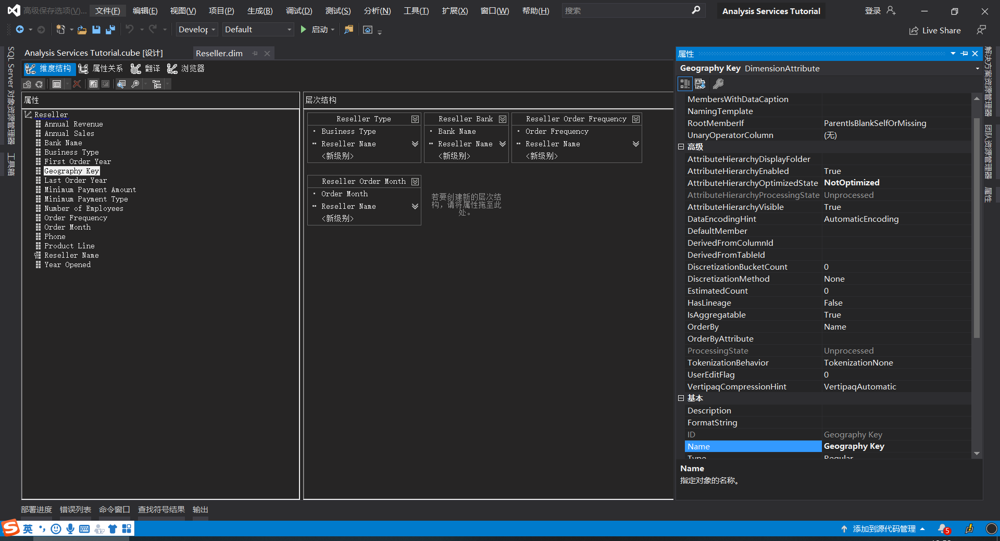 高级保存选项(V)... 文件(F) 编辑(E) 视图(V) 项目(P) 生成(B) 调试(D) 测试(S) 分析(N) 工具(T) 扩展(X) 窗口(W) 帮助(H) 搜索 Analysis Services Tutorial 登录
Develop Default 启动 Live Share
SQL Server 对象资源管理器
工具箱
Analysis Services Tutorial.cube [设计] Reseller.dim
维度结构 属性关系 翻译 浏览器
属性
Reseller
Annual Revenue
Annual Sales
Bank Name
Business Type
First Order Year
Geography Key
Last Order Year
Minimum Payment Amount
Minimum Payment Type
Number of Employees
Order Frequency
Order Month
Phone
Product Line
Reseller Name
Year Opened
层次结构
Reseller Type
Business Type
Reseller Name
<新级别>
Reseller Bank
Bank Name
Reseller Name
<新级别>
Reseller Order Frequency
Order Frequency
Reseller Name
<新级别>
Reseller Order Month
Order Month
Reseller Name
<新级别>
若要创建新的层次结
构，请将属性拖至此
处。
属性
Geography Key DimensionAttribute
MembersWithDataCaption
NamingTemplate
RootMemberIf ParentIsBlankSelfOrMissing
UnaryOperatorColumn (无)
高级
AttributeHierarchyDisplayFolder
AttributeHierarchyEnabled True
AttributeHierarchyOptimizedState NotOptimized
AttributeHierarchyProcessingState Unprocessed
AttributeHierarchyVisible True
DataEncodingHint AutomaticEncoding
DefaultMember
DerivedFromColumnId
DerivedFromTableId
DiscretizationBucketCount 0
DiscretizationMethod None
EstimatedCount 0
HasLineage False
IsAggregatable True
OrderBy Name
OrderByAttribute
ProcessingState Unprocessed
TokenizationBehavior TokenizationNone
UserEditFlag 0
VertipaqCompressionHint VertipaqAutomatic
基本
Description
FormatString
ID Geography Key
Name Geography Key
Type Regular
Name
指定对象的名称。
解决方案资源管理器
团队资源管理器
属性
部署进度 错误列表 命令窗口 查找符号结果 输出
英 添加到源代码管理 5